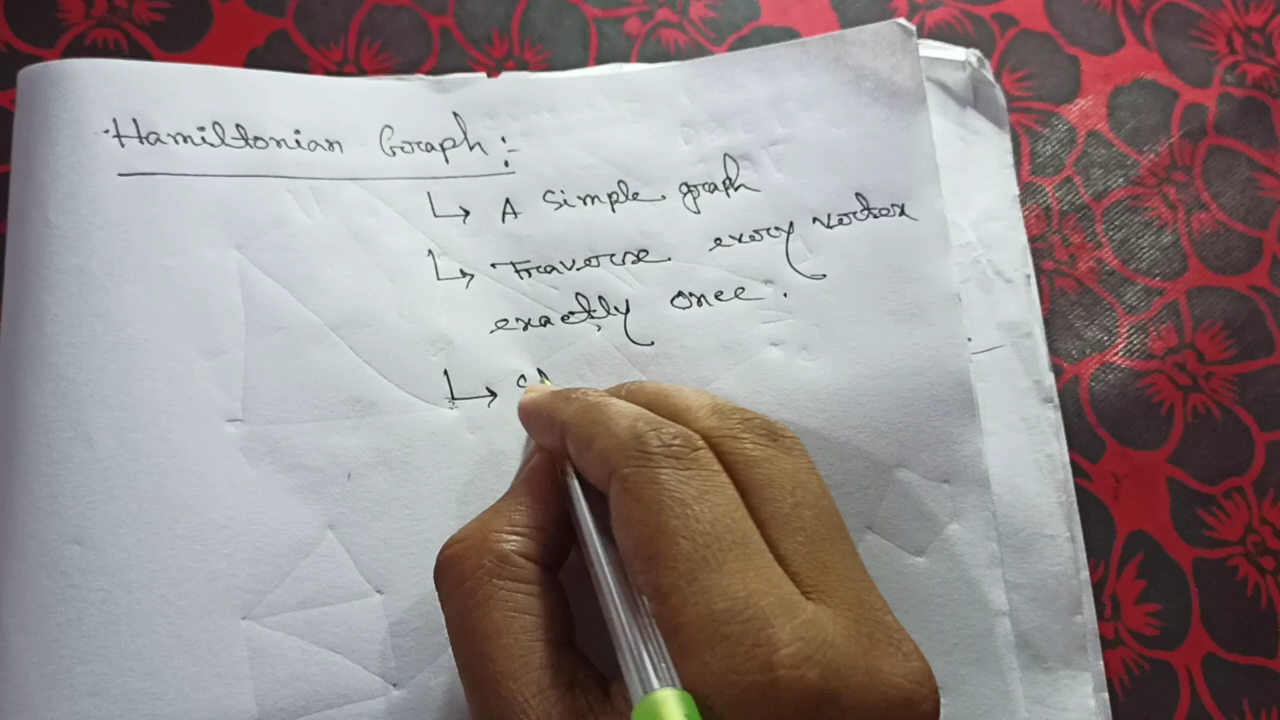 Hamiltonian Graph :-
↳ A simple graph
↳ Traverse every vertex
exactly once .
↳